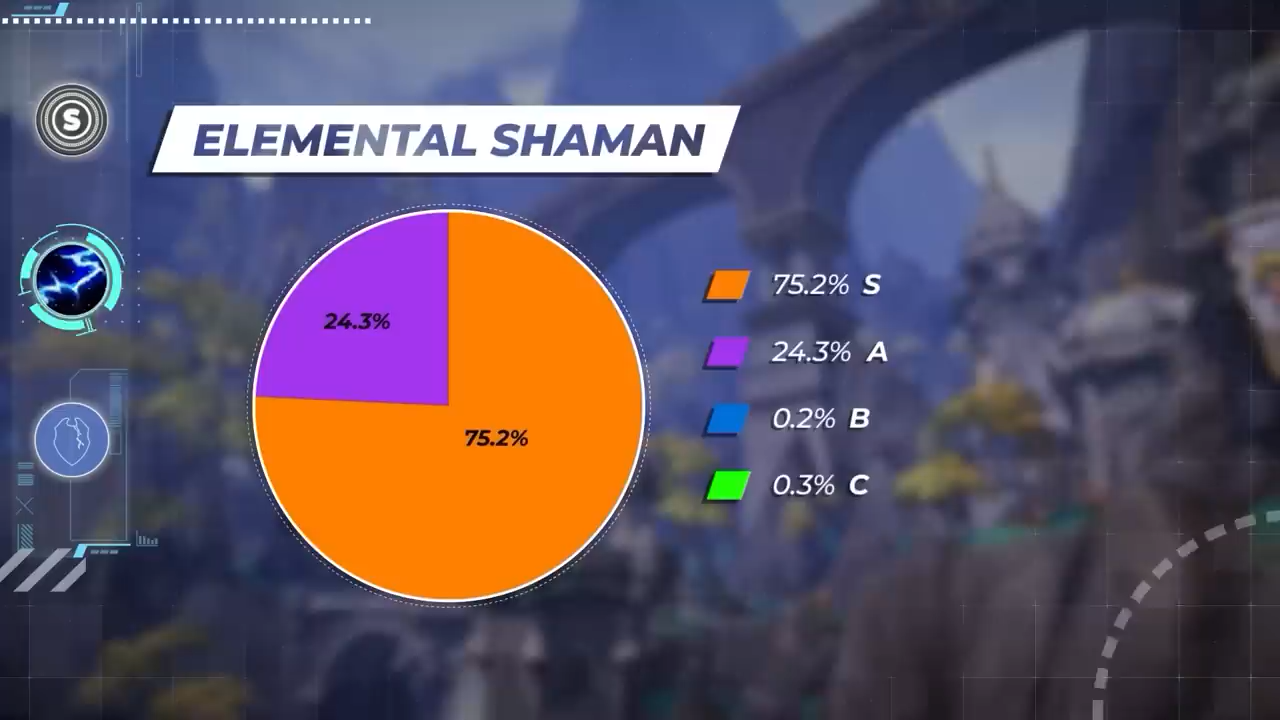 S
ELEMENTAL SHAMAN
24.3%
75.2%
75.2% S
24.3% A
0.2% B
0.3% C